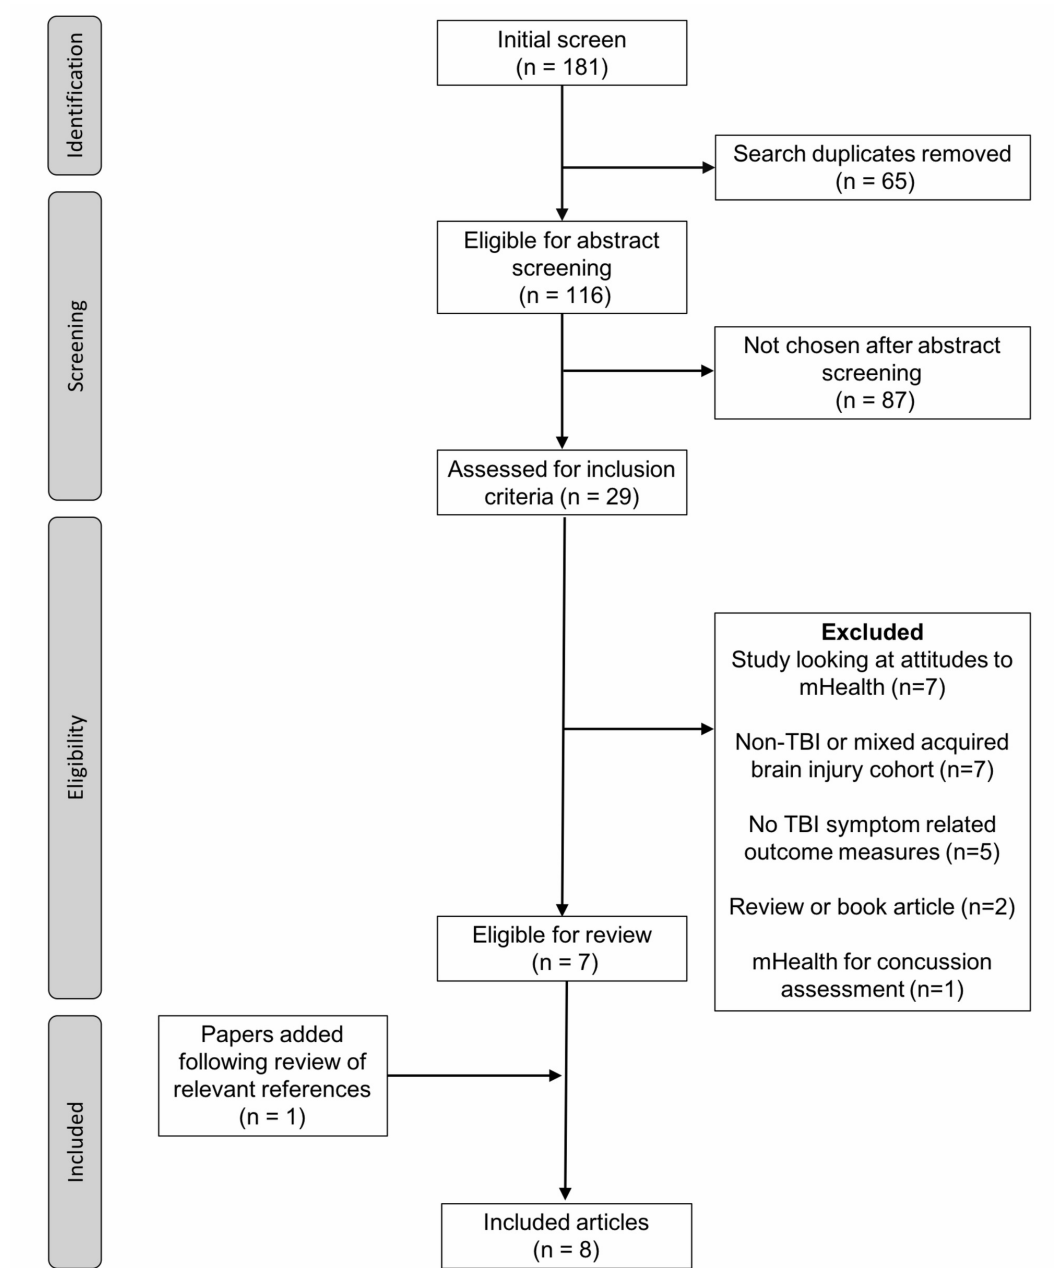 Identification
Initial screen
(n = 181)
Search duplicates removed
(n = 65)
Screening
Eligible for abstract
screening
(n = 116)
Not chosen after abstract
screening
(n = 87)
Assessed for inclusion
criteria (n = 29)
Eligibility
Excluded
Study looking at attitudes to
mHealth (n=7)
Non-TBI or mixed acquired
brain injury cohort (n=7)
No TBI symptom related
outcome measures (n=5)
Review or book article (n=2)
mHealth for concussion
assessment (n=1)
Eligible for review
(n = 7)
Included
Papers added
following review of
relevant references
(n = 1)
Included articles
(n = 8)